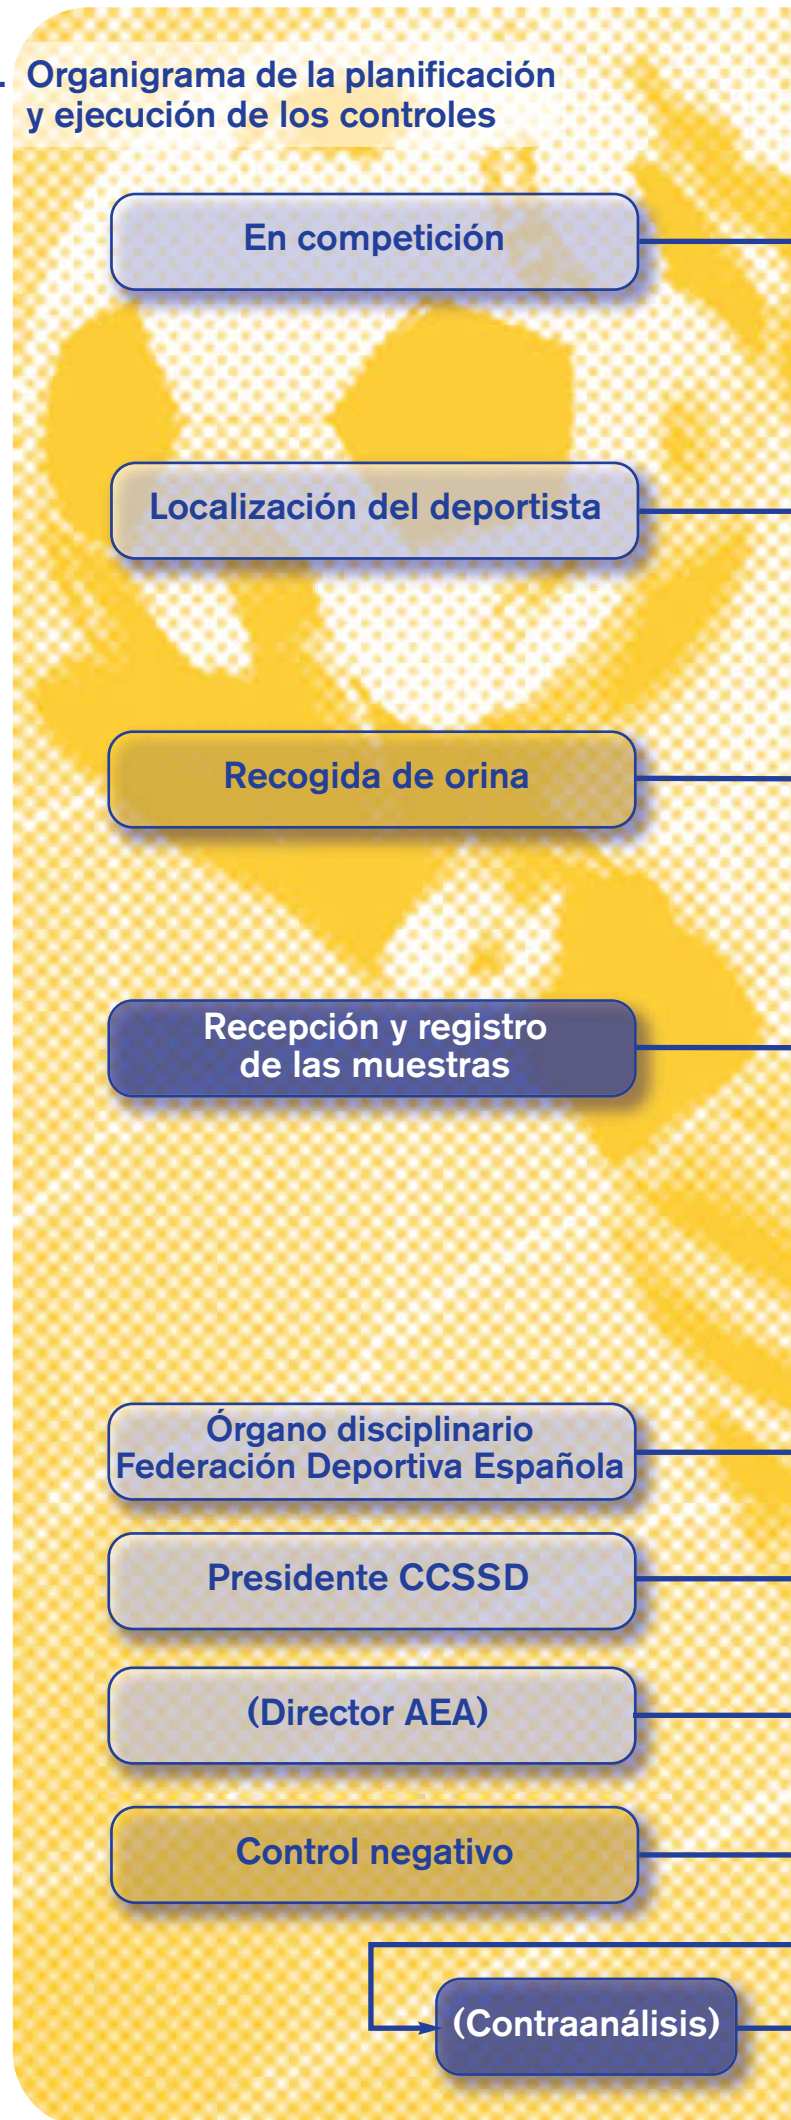 . Organigrama de la planificación
y ejecución de los controles
En competición
Localización del deportista
Recogida de orina
Recepción y registro
de las muestras
Órgano disciplinario
Federación Deportiva Española
Presidente CCSSD
(Director AEA)
Control negativo
(Contraanálisis)